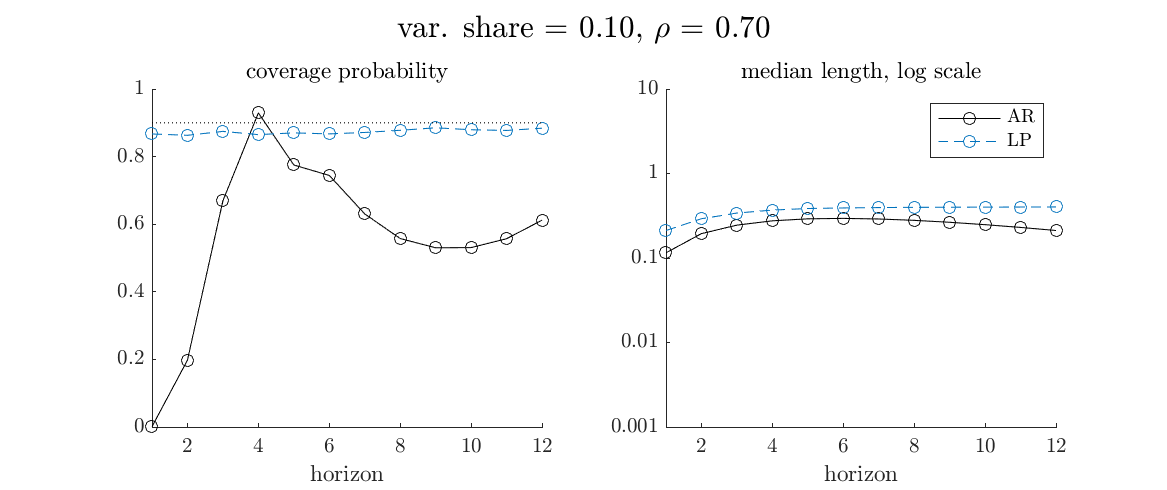 var. share = 0.10, ρ = 0.70
coverage probability
1
0.8
0.6
0.4
0.2
0
2 4 6 8 10 12
horizon
median length, log scale
10
1
0.1
0.01
0.001
AR
LP
2 4 6 8 10 12
horizon